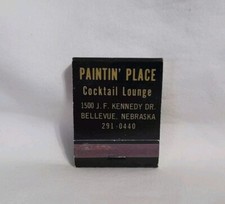 PAINTIN' PLACE
Cocktail Lounge
1500 J. F. KENNEDY DR.
BELLEVUE, NEBRASKA
291-0440